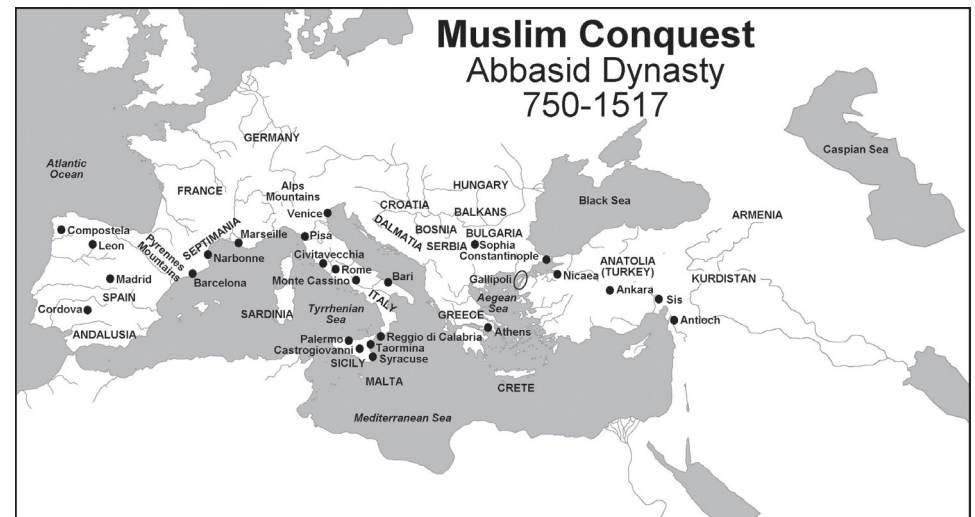 Muslim Conquest
Abbasid Dynasty
750-1517
Atlantic
Ocean
GERMANY
FRANCE
Alps
Mountains
Venice
HUNGARY
CROATIA
BALKANS
BOSNIA
DALMATIA
SERBIA
BULGARIA
Sophia
Constantinople
Black Sea
Caspian Sea
ARMENIA
Compostela
Leon
Pyrennes
Mountains
SEPTIMANIA
Marseille
Narbonne
Barcelona
Pisa
Civitavecchia
Rome
Monte Cassino
Bari
ITALY
Madrid
SPAIN
Cordova
ANDALUSIA
SARDINIA
Tyrrhenian
Sea
Gallipoli
Aegean
Sea
Nicaea
ANATOLIA
(TURKEY)
Ankara
Sis
Antioch
KURDISTAN
GREECE
Athens
Palermo
Castrogiovanni
Reggio di Calabria
Taormina
Syracuse
SICILY
MALTA
CRETE
Mediterranean Sea